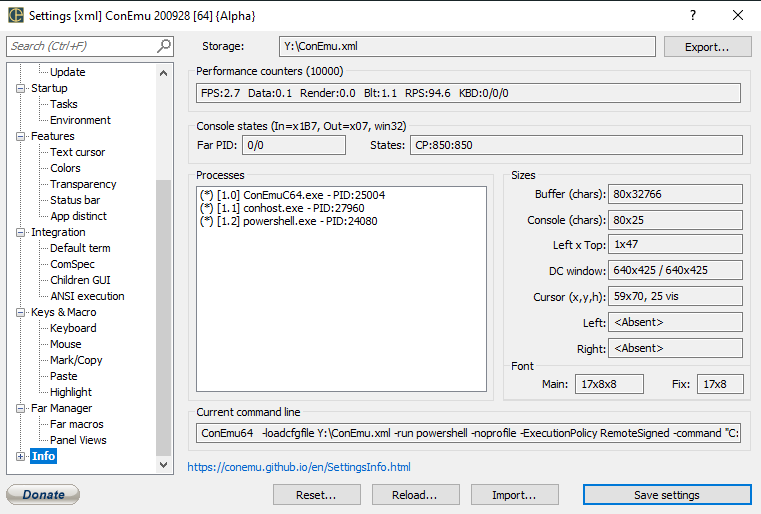 Settings [xml] ConEmu 200928 [64] {Alpha}
Search (Ctrl+F)
Update
Startup
Tasks
Environment
Features
Text cursor
Colors
Transparency
Status bar
App distinct
Integration
Default term
ComSpec
Children GUI
ANSI execution
Keys & Macro
Keyboard
Mouse
Mark/Copy
Paste
Highlight
Far Manager
Far macros
Panel Views
Info
Storage: Y:\ConEmu.xml Export...
Performance counters (10000)
FPS:2.7 Data:0.1 Render:0.0 Blt:1.1 RPS:94.6 KBD:0/0/0
Console states (In=x1B7, Out=x07, win32)
Far PID: 0/0 States: CP:850:850
Processes
(*) [1.0] ConEmuC64.exe - PID:25004
(*) [1.1] conhost.exe - PID:27960
(*) [1.2] powershell.exe - PID:24080
Sizes
Buffer (chars): 80x32766
Console (chars): 80x25
Left x Top: 1x47
DC window: 640x425 / 640x425
Cursor (x,y,h): 59x70, 25 vis
Left: <Absent>
Right: <Absent>
Font
Main: 17x8x8 Fix: 17x8
Current command line
ConEmu64 -loadcfgfile Y:\ConEmu.xml -run powershell -noprofile -ExecutionPolicy RemoteSigned -command "C:
https://conemu.github.io/en/SettingsInfo.html
Donate Reset... Reload... Import... Save settings